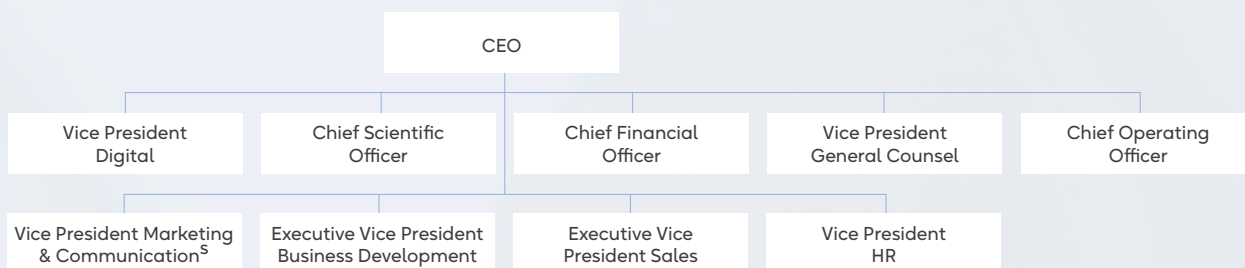 CEO
Vice President
Digital
Chief Scientific
Officer
Chief Financial
Officer
Vice President
General Counsel
Chief Operating
Officer
Vice President Marketing
& Communications
Executive Vice President
Business Development
Executive Vice
President Sales
Vice President
HR